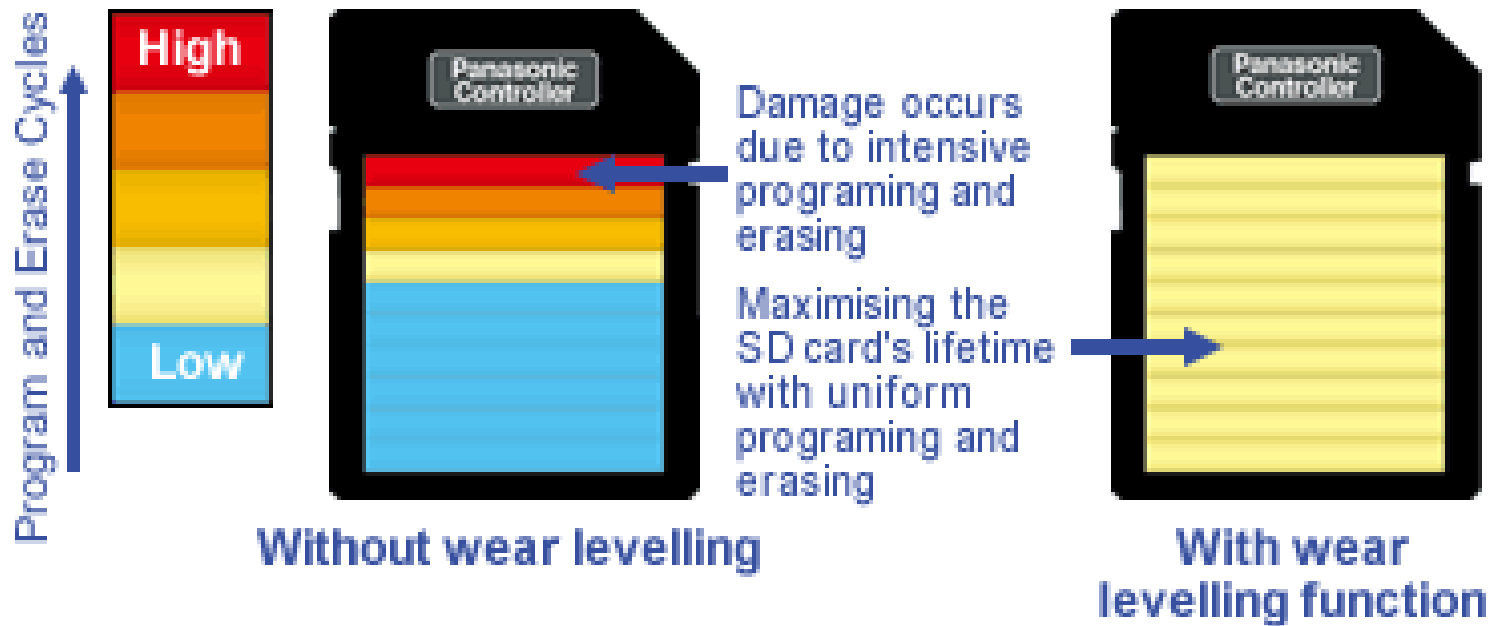 Program and Erase Cycles
High
Low
Panasonic
Controller
Damage occurs
due to intensive
programing and
erasing
Maximising the
SD card's lifetime
with uniform
programing and
erasing
Without wear levelling
Panasonic
Controller
With wear
levelling function